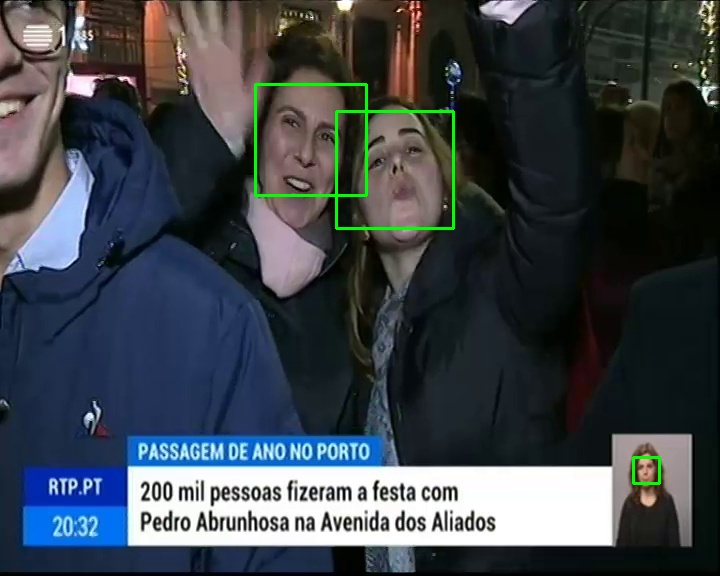 PASSAGEM DE ANO NO PORTO
RTP.PT
200 mil pessoas fizeram a festa com
20:32
Pedro Abrunhosa na Avenida dos Aliados